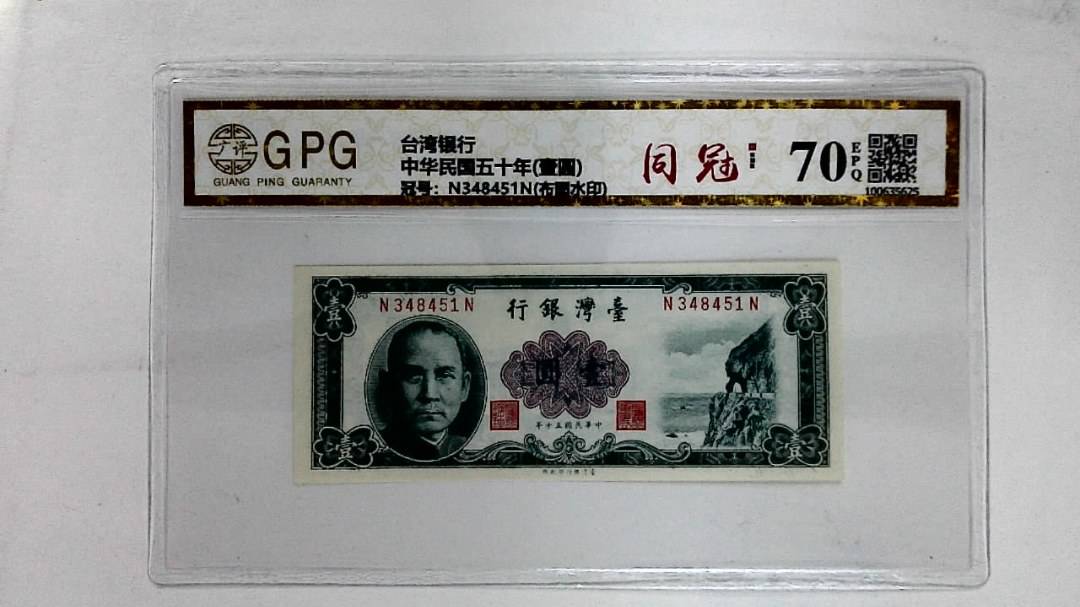 GPG
GUANG PING GUARANTY
台湾银行
中华民国五十年(壹圆)
冠号：N348451N(布圖水印)
同冠
70
EPQ
100635625
N348451N
行銀灣臺
N348451N
壹
壹
圓壹
年十五國民華中
壹
壹